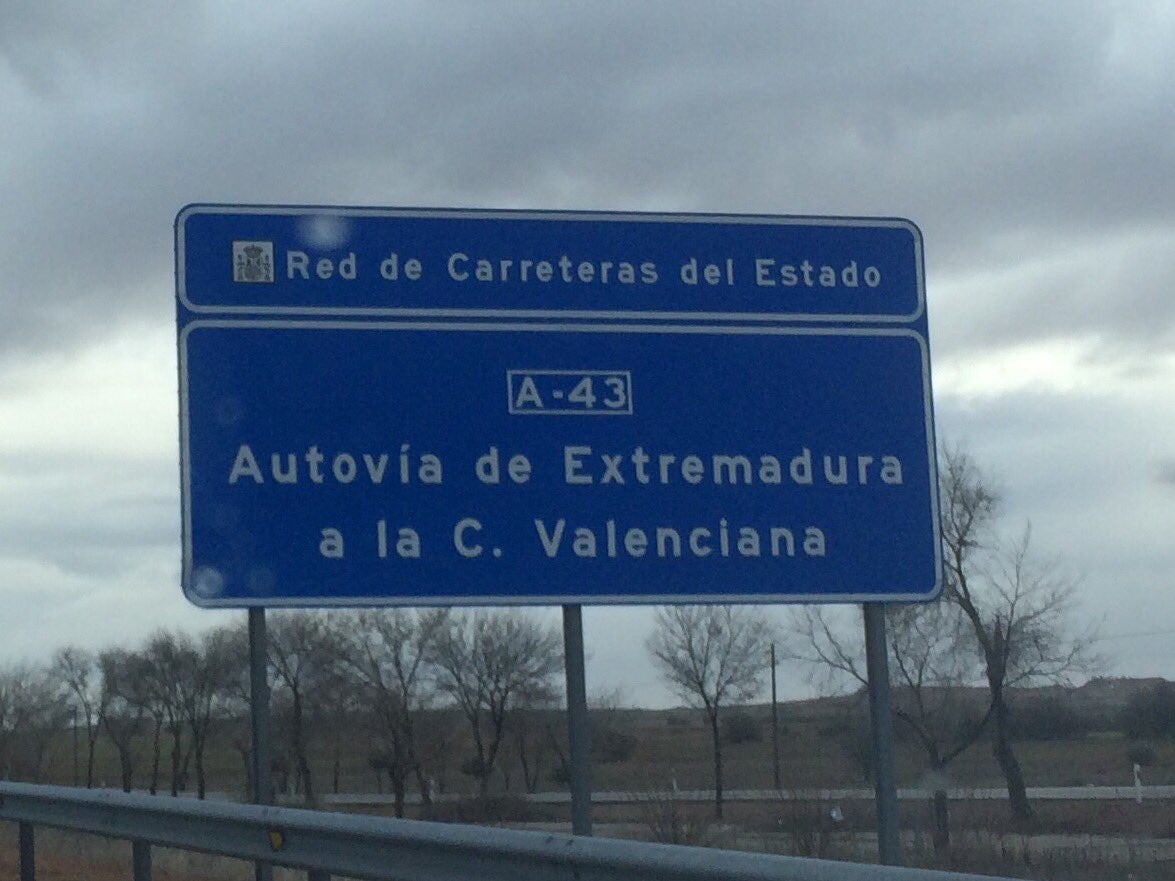 Red de Carreteras del Estado
A-43
Autovía de Extremadura
a la C. Valenciana